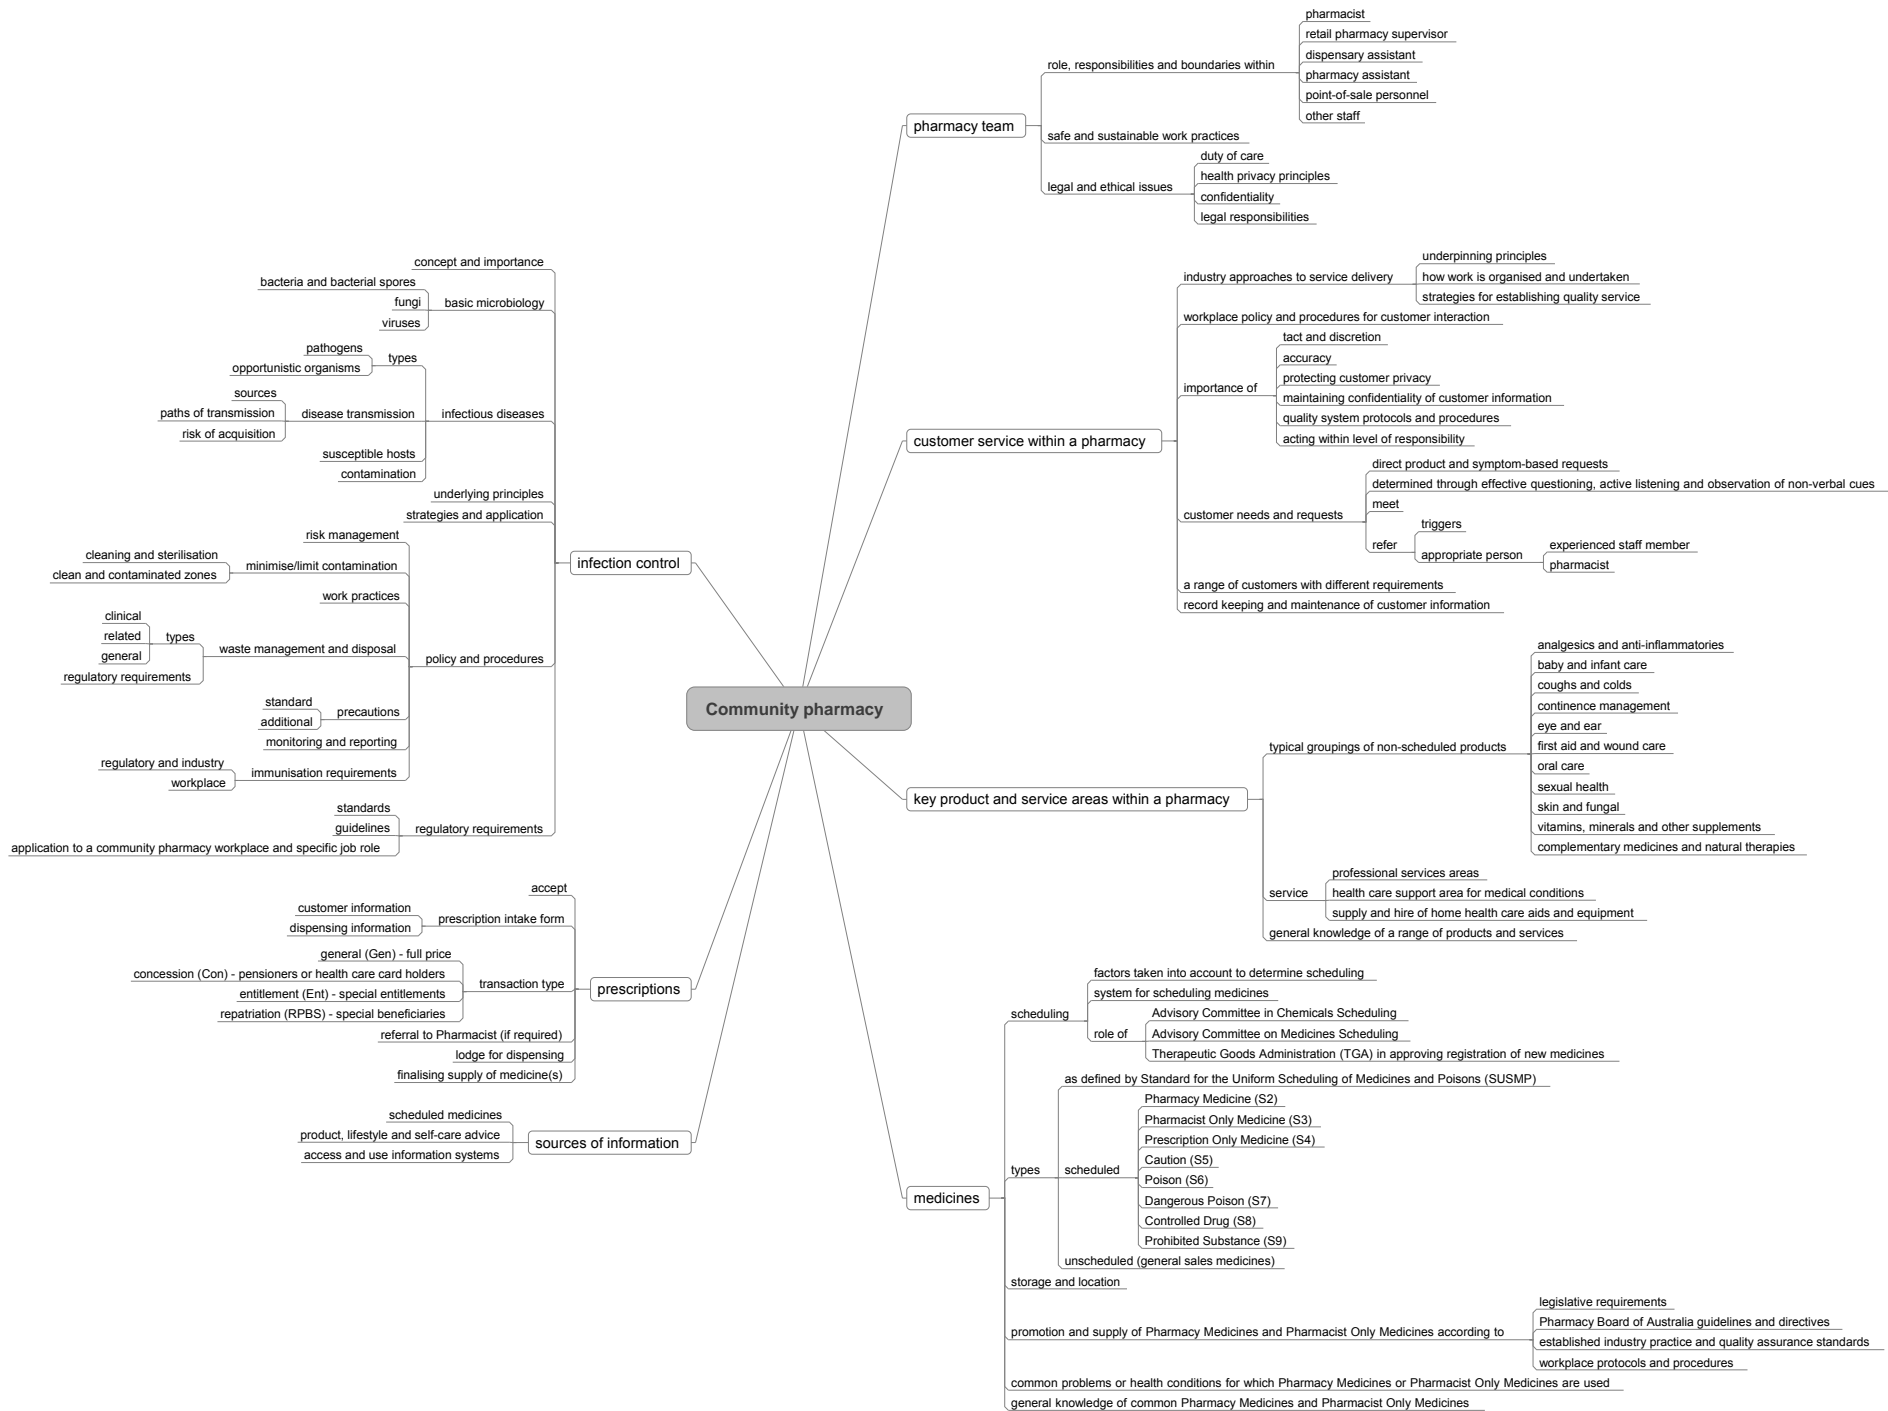 Community pharmacy
pharmacy team
role, responsibilities and boundaries within
pharmacist
retail pharmacy supervisor
dispensary assistant
pharmacy assistant
point-of-sale personnel
other staff
safe and sustainable work practices
legal and ethical issues
duty of care
health privacy principles
confidentiality
legal responsibilities
customer service within a pharmacy
industry approaches to service delivery
underpinning principles
how work is organised and undertaken
strategies for establishing quality service
workplace policy and procedures for customer interaction
importance of
tact and discretion
accuracy
protecting customer privacy
maintaining confidentiality of customer information
quality system protocols and procedures
acting within level of responsibility
customer needs and requests
direct product and symptom-based requests
determined through effective questioning, active listening and observation of non-verbal cues
meet
refer
triggers
appropriate person
experienced staff member
pharmacist
a range of customers with different requirements
record keeping and maintenance of customer information
key product and service areas within a pharmacy
typical groupings of non-scheduled products
analgesics and anti-inflammatories
baby and infant care
coughs and colds
continence management
eye and ear
first aid and wound care
oral care
sexual health
skin and fungal
vitamins, minerals and other supplements
complementary medicines and natural therapies
service
professional services areas
health care support area for medical conditions
supply and hire of home health care aids and equipment
general knowledge of a range of products and services
medicines
scheduling
factors taken into account to determine scheduling
system for scheduling medicines
role of
Advisory Committee in Chemicals Scheduling
Advisory Committee on Medicines Scheduling
Therapeutic Goods Administration (TGA) in approving registration of new medicines
types
as defined by Standard for the Uniform Scheduling of Medicines and Poisons (SUSMP)
scheduled
Pharmacy Medicine (S2)
Pharmacist Only Medicine (S3)
Prescription Only Medicine (S4)
Caution (S5)
Poison (S6)
Dangerous Poison (S7)
Controlled Drug (S8)
Prohibited Substance (S9)
unscheduled (general sales medicines)
storage and location
promotion and supply of Pharmacy Medicines and Pharmacist Only Medicines according to
legislative requirements
Pharmacy Board of Australia guidelines and directives
established industry practice and quality assurance standards
workplace protocols and procedures
common problems or health conditions for which Pharmacy Medicines or Pharmacist Only Medicines are used
general knowledge of common Pharmacy Medicines and Pharmacist Only Medicines
infection control
concept and importance
basic microbiology
bacteria and bacterial spores
fungi
viruses
infectious diseases
types
pathogens
opportunistic organisms
disease transmission
sources
paths of transmission
risk of acquisition
susceptible hosts
contamination
underlying principles
strategies and application
policy and procedures
risk management
minimise/limit contamination
cleaning and sterilisation
clean and contaminated zones
work practices
waste management and disposal
types
clinical
related
general
regulatory requirements
precautions
standard
additional
monitoring and reporting
immunisation requirements
regulatory and industry
workplace
regulatory requirements
standards
guidelines
application to a community pharmacy workplace and specific job role
prescriptions
accept
prescription intake form
customer information
dispensing information
transaction type
general (Gen) - full price
concession (Con) - pensioners or health care card holders
entitlement (Ent) - special entitlements
repatriation (RPBS) - special beneficiaries
referral to Pharmacist (if required)
lodge for dispensing
finalising supply of medicine(s)
sources of information
scheduled medicines
product, lifestyle and self-care advice
access and use information systems